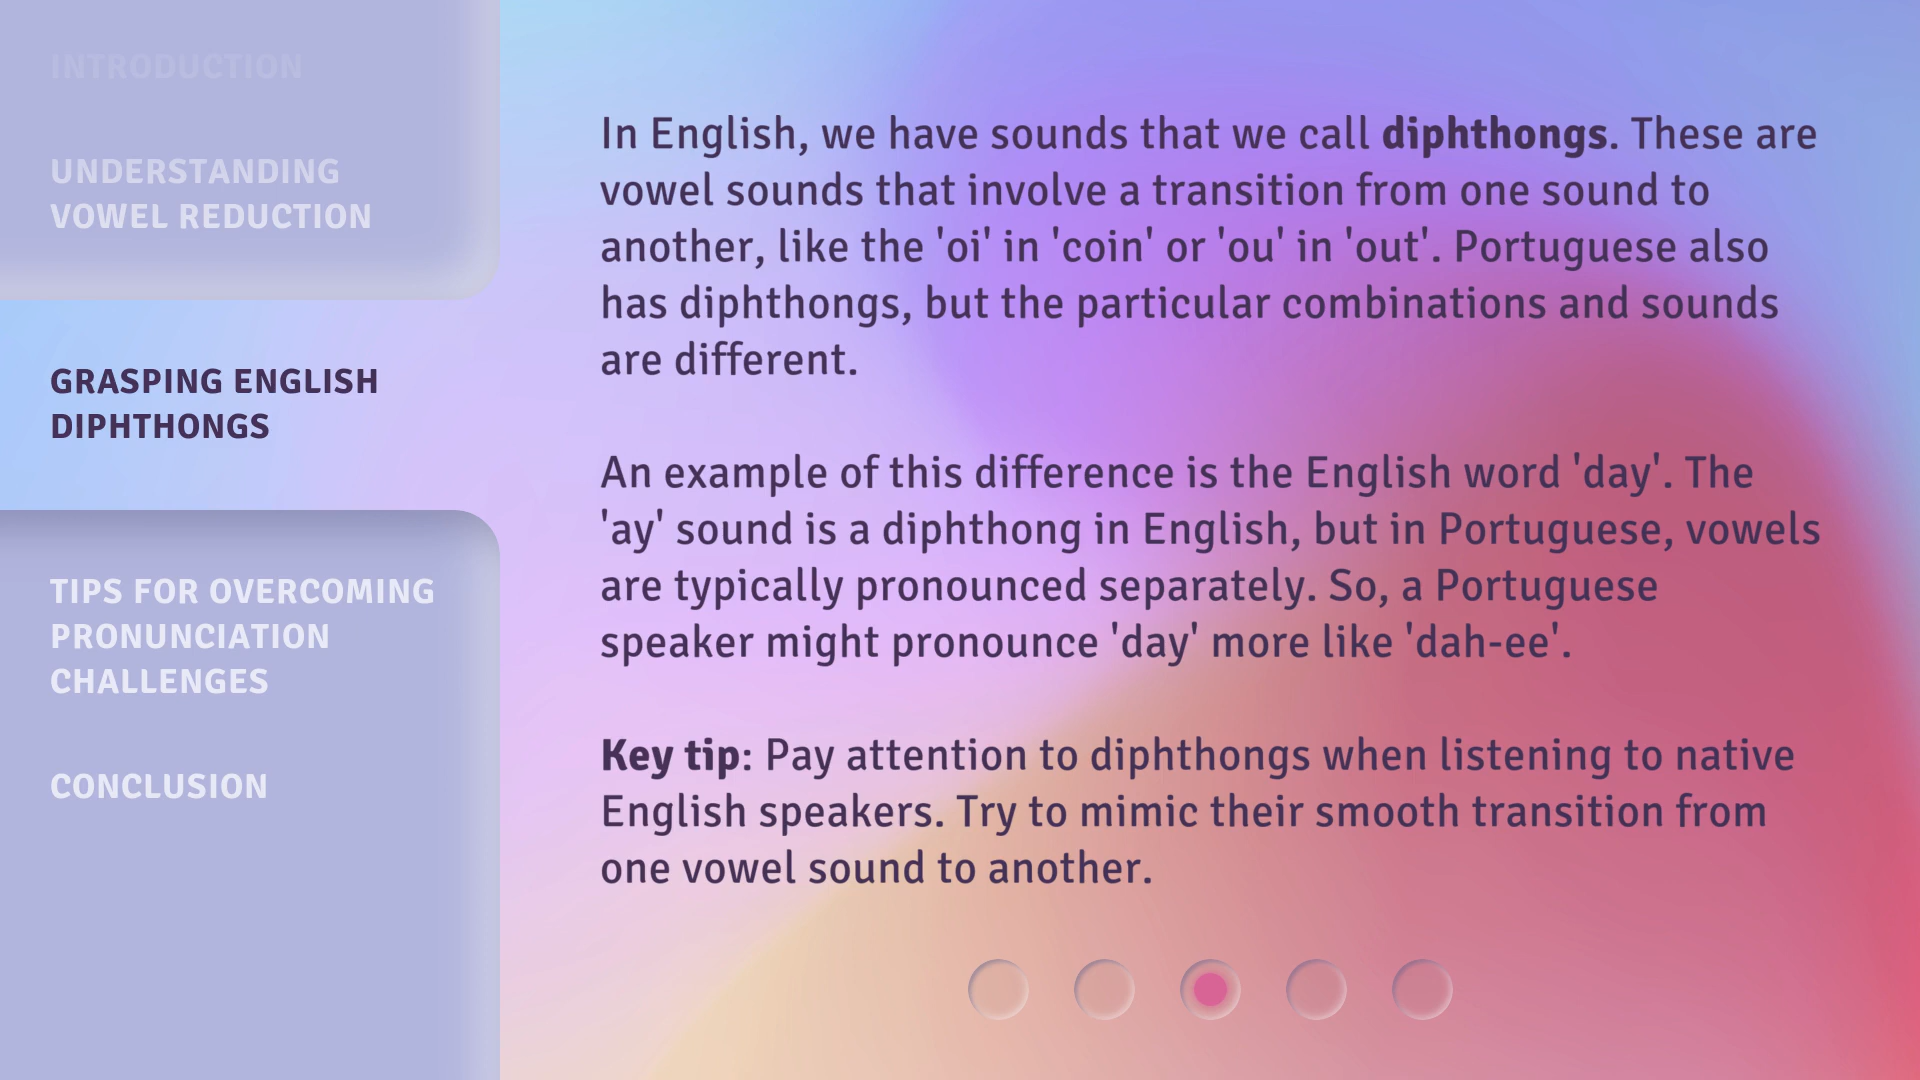 INTRODUCTION
UNDERSTANDING
VOWEL REDUCTION
GRASPING ENGLISH
DIPHTHONGS
TIPS FOR OVERCOMING
PRONUNCIATION
CHALLENGES
CONCLUSION
In English, we have sounds that we call diphthongs. These are
vowel sounds that involve a transition from one sound to
another, like the 'oi' in 'coin' or 'ou' in 'out'. Portuguese also
has diphthongs, but the particular combinations and sounds
are different.
An example of this difference is the English word 'day'. The
'ay' sound is a diphthong in English, but in Portuguese, vowels
are typically pronounced separately. So, a Portuguese
speaker might pronounce 'day' more like 'dah-ee'.
Key tip: Pay attention to diphthongs when listening to native
English speakers. Try to mimic their smooth transition from
one vowel sound to another.